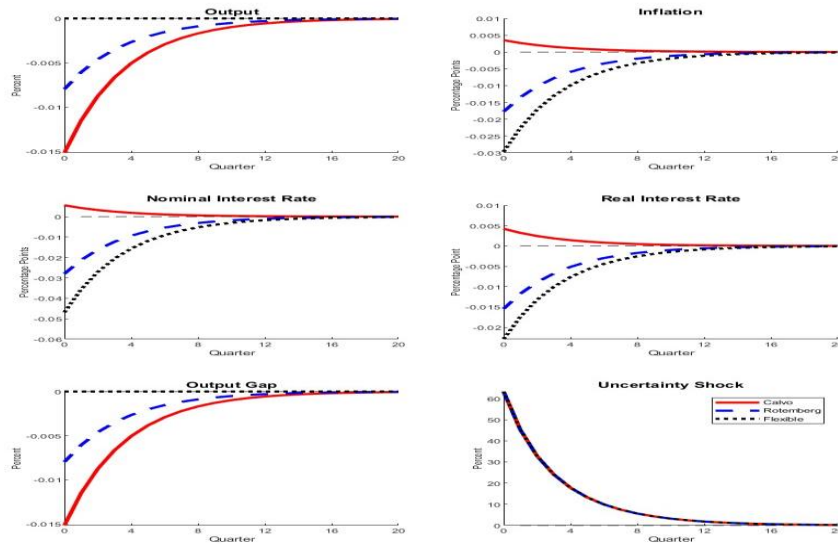 Output
Percent
0
-0.005
-0.01
-0.015
0 4 8 12 16 20
Quarter
Inflation
Percentage Points
0.01
0.005
0
-0.005
-0.01
-0.015
-0.02
-0.025
-0.03
0 4 8 12 16 20
Quarter
Nominal Interest Rate
Percentage Points
0
-0.01
-0.02
-0.03
-0.04
-0.05
-0.06
0 4 8 12 16 20
Quarter
Real Interest Rate
Percentage Point
0.01
0.005
0
-0.005
-0.01
-0.015
-0.02
0 4 8 12 16 20
Quarter
Output Gap
Percent
0
-0.005
-0.01
-0.015
0 4 8 12 16 20
Quarter
Uncertainty Shock
Percent
60
50
40
30
20
10
0
0 4 8 12 16 20
Quarter
Calvo
Rotemberg
Flexible